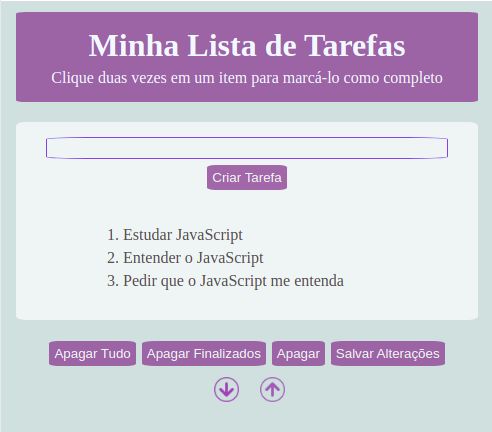 Minha Lista de Tarefas
Clique duas vezes em um item para marcá-lo como completo
Criar Tarefa
1. Estudar JavaScript
2. Entender o JavaScript
3. Pedir que o JavaScript me entenda
Apagar Tudo Apagar Finalizados Apagar Salvar Alterações